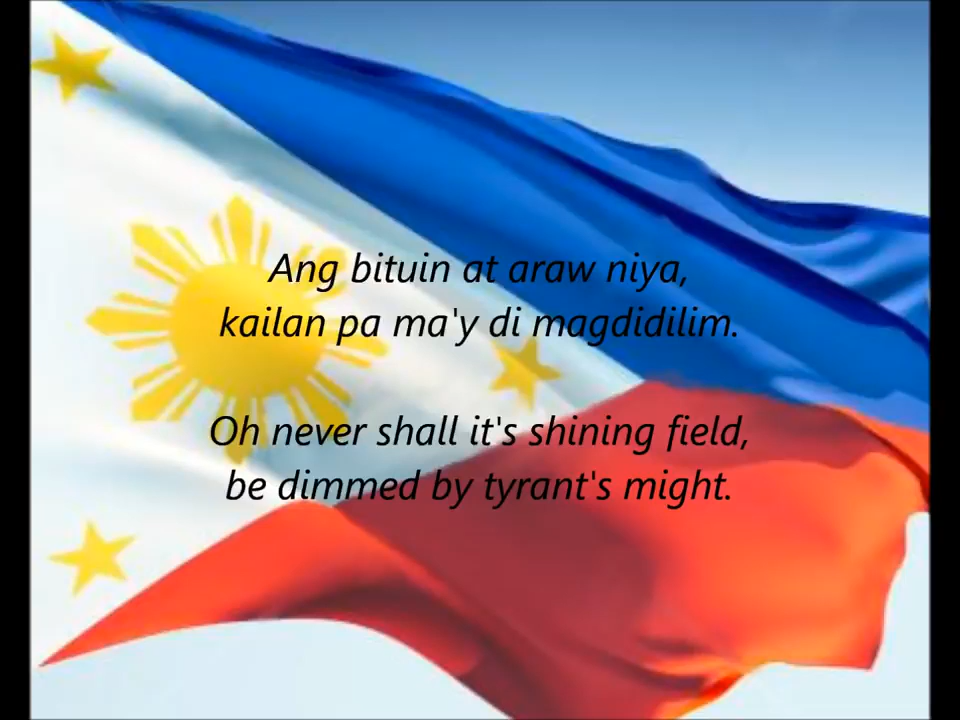 Ang bituin at araw niya,
kailan pa ma'y di magdidilim.
Oh never shall it's shining field,
be dimmed by tyrant's might.